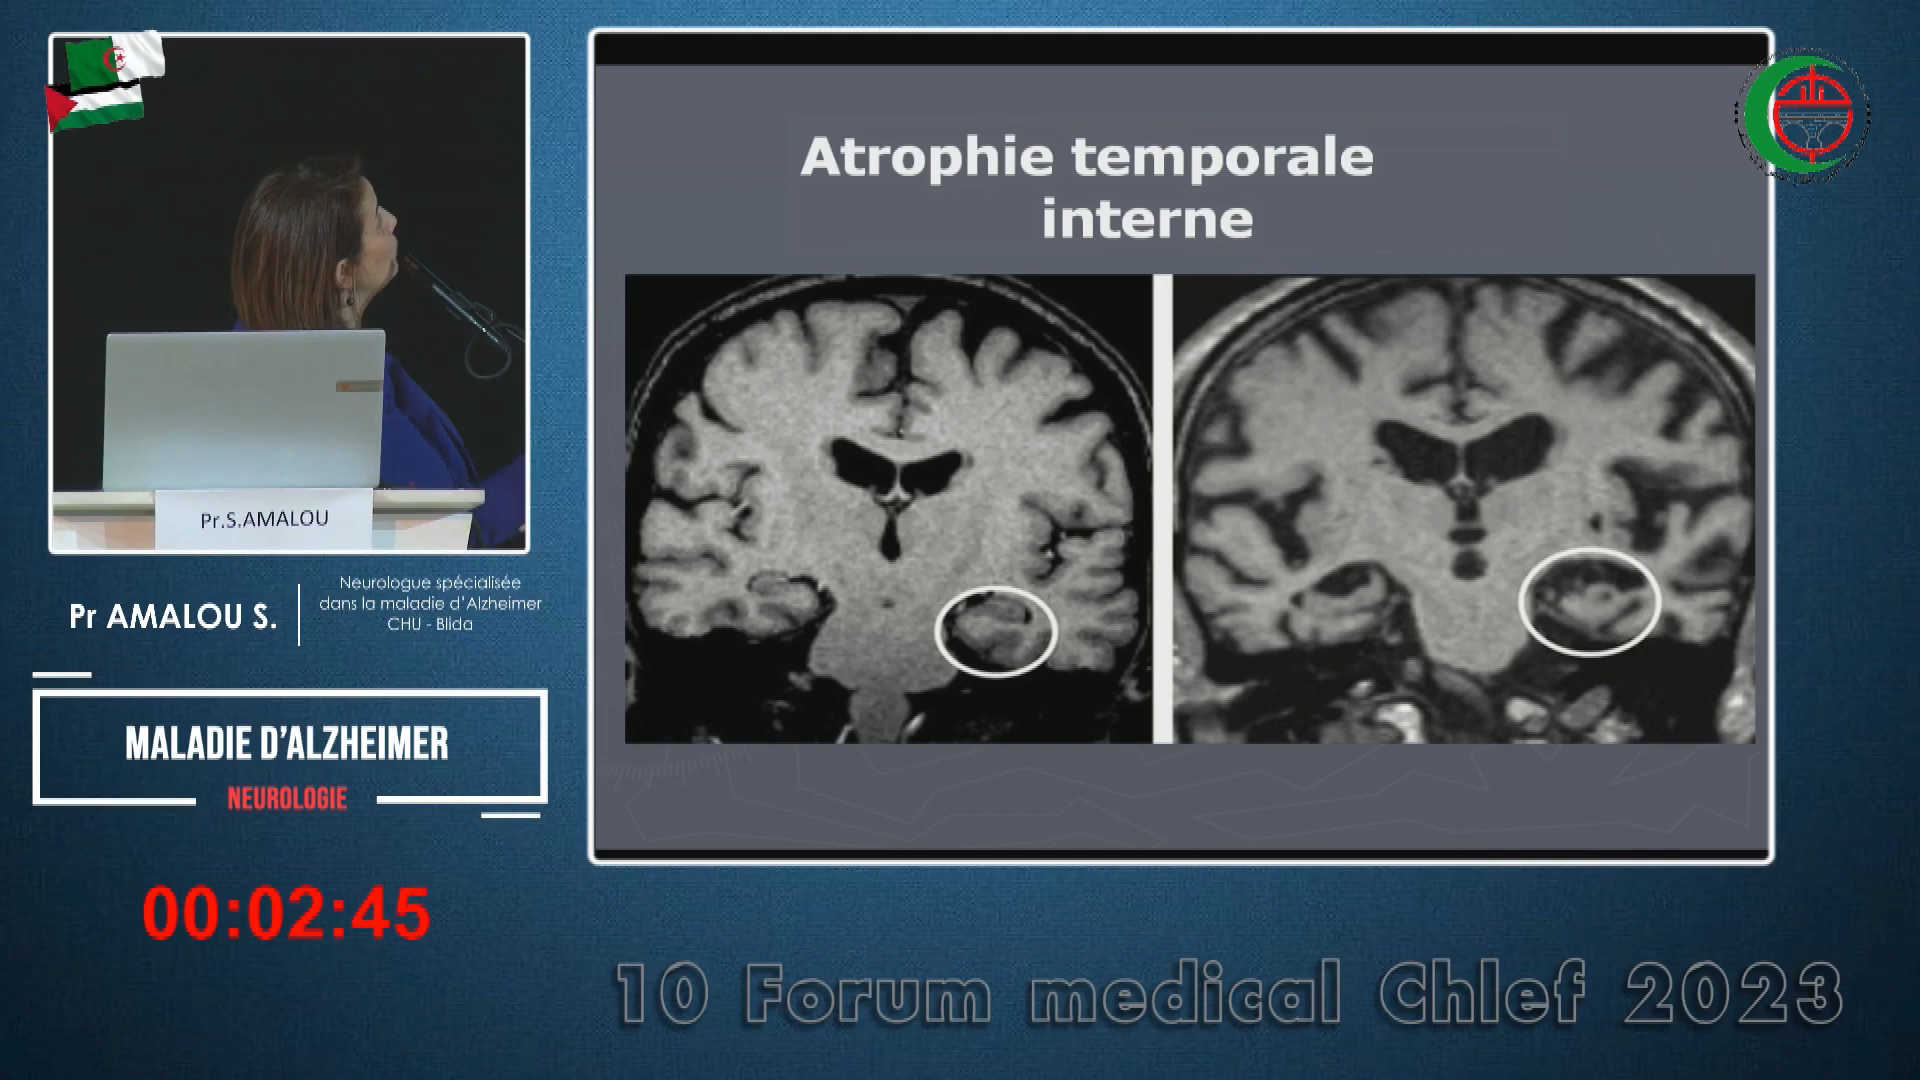 Atrophie temporale
interne
Pr.S.AMALOU
Pr AMALOU S.
Neurologue spécialisée
dans la maladie d'Alzheimer
CHU - Blida
MALADIE D'ALZHEIMER
NEUROLOGIE
00:02:45
10 Forum medical Chlef 2023